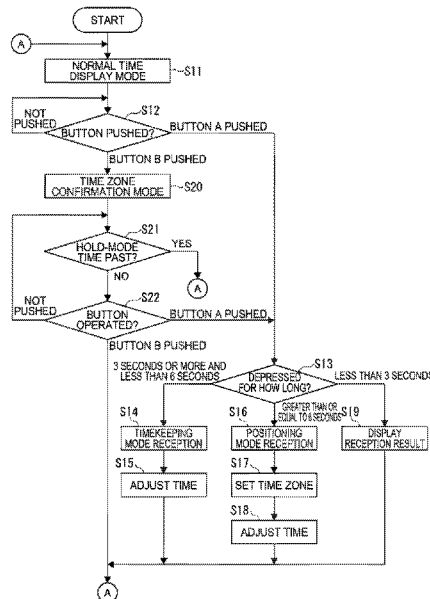 START
A
NORMAL TIME
DISPLAY MODE
S11
S12
NOT
PUSHED
BUTTON PUSHED?
BUTTON A PUSHED
BUTTON B PUSHED
TIME ZONE
CONFIRMATION MODE
S20
S21
HOLD-MODE
TIME PAST?
YES
NO
A
S22
NOT
PUSHED
BUTTON
OPERATED?
BUTTON A PUSHED
BUTTON B PUSHED
S13
3 SECONDS OR MORE AND
LESS THAN 6 SECONDS
DEPRESSED
FOR HOW LONG?
LESS THAN 3 SECONDS
GREATER THAN OR
EQUAL TO 6 SECONDS
S14
S16
S19
TIMEKEEPING
MODE RECEPTION
POSITIONING
MODE RECEPTION
DISPLAY
RECEPTION RESULT
S15
S17
ADJUST TIME
SET TIME ZONE
S18
ADJUST TIME
A